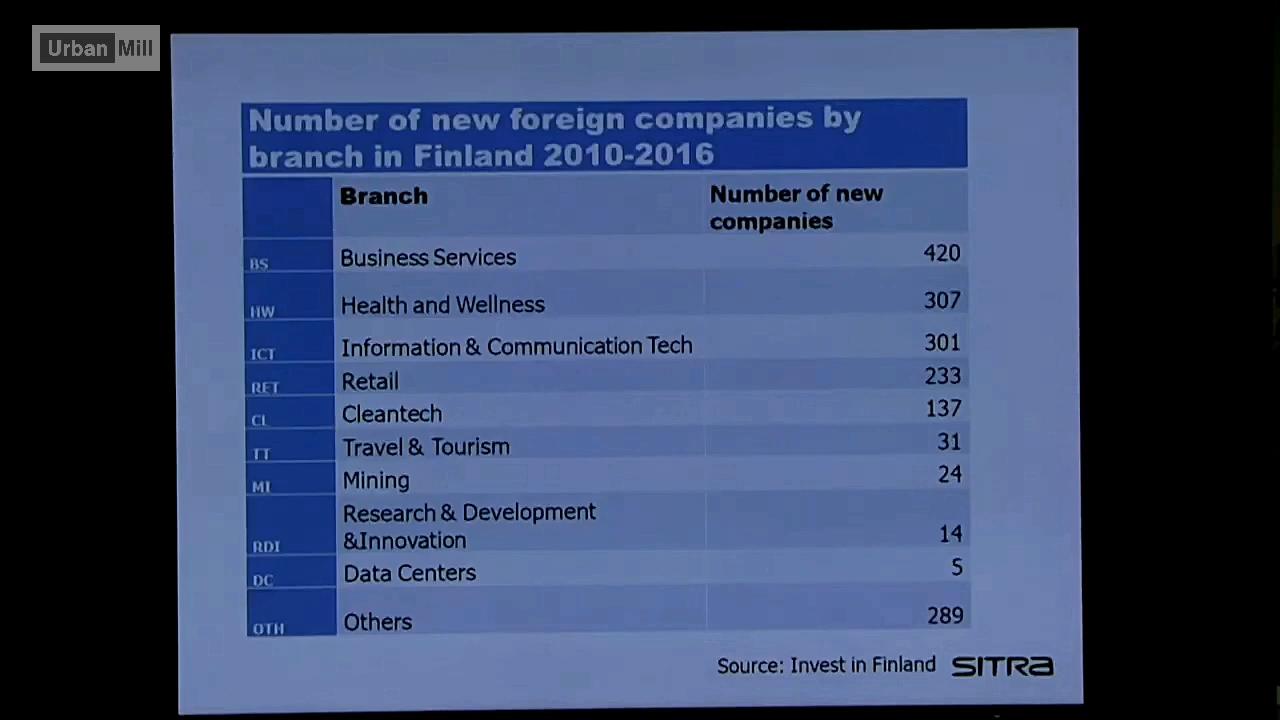 Urban Mill
Number of new foreign companies by
branch in Finland 2010-2016
Branch
Number of new
companies
BS Business Services 420
HW Health and Wellness 307
ICT Information & Communication Tech 301
RET Retail 233
CL Cleantech 137
TT Travel & Tourism 31
MI Mining 24
Research & Development
RDI &Innovation 14
DC Data Centers 5
OTH Others 289
Source: Invest in Finland SITRA